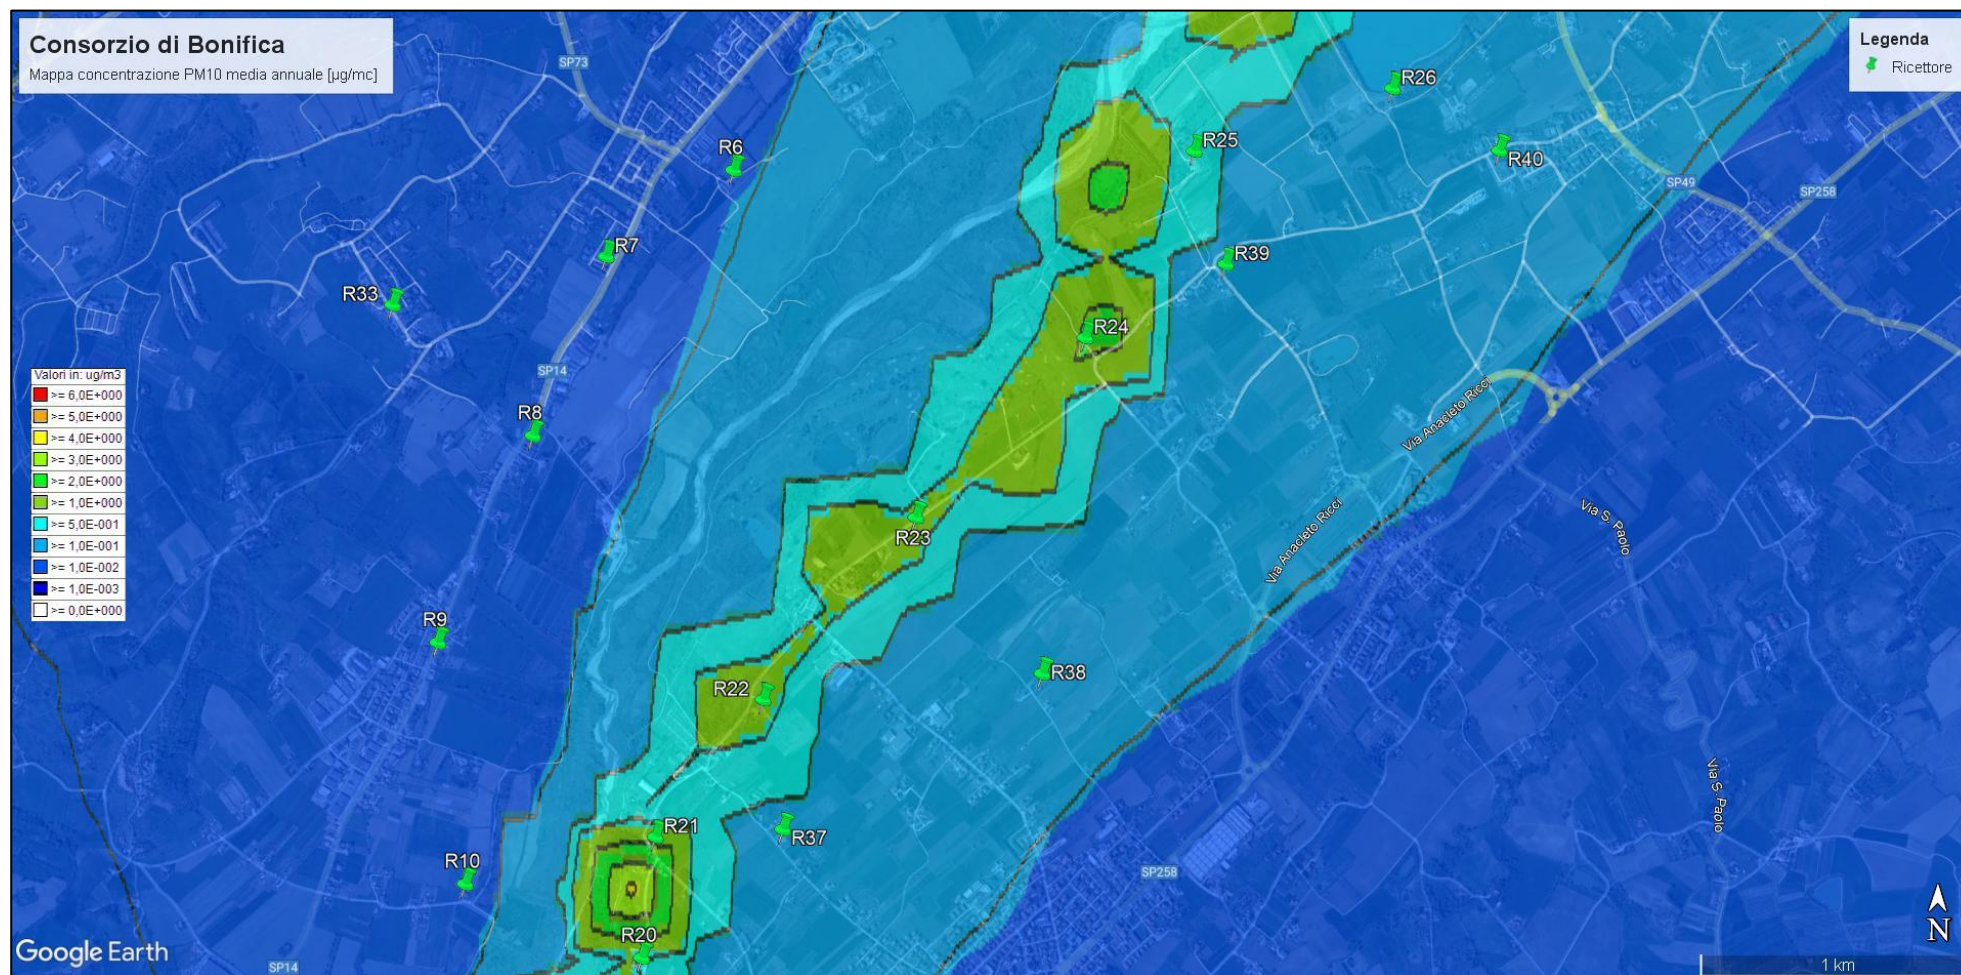 Consorzio di Bonifica
Mappa concentrazione PM10 media annuale [µg/mc]
Legenda
Ricettore
SP73
R26
R6
R25
R40
SP49
SP258
R7
R39
R33
R24
SP14
Valori in: ug/m3
>= 6,0E+000
>= 5,0E+000
>= 4,0E+000
>= 3,0E+000
>= 2,0E+000
>= 1,0E+000
>= 5,0E-001
>= 1,0E-001
>= 1,0E-002
>= 1,0E-003
>= 0,0E+000
R8
Via Anacleto Ricci
Via S. Paolo
R23
Via Anacleto Ricci
R9
R38
R22
Via S. Paolo
R21
R37
R10
SP258
R20
N
Google Earth
SP14
1 km